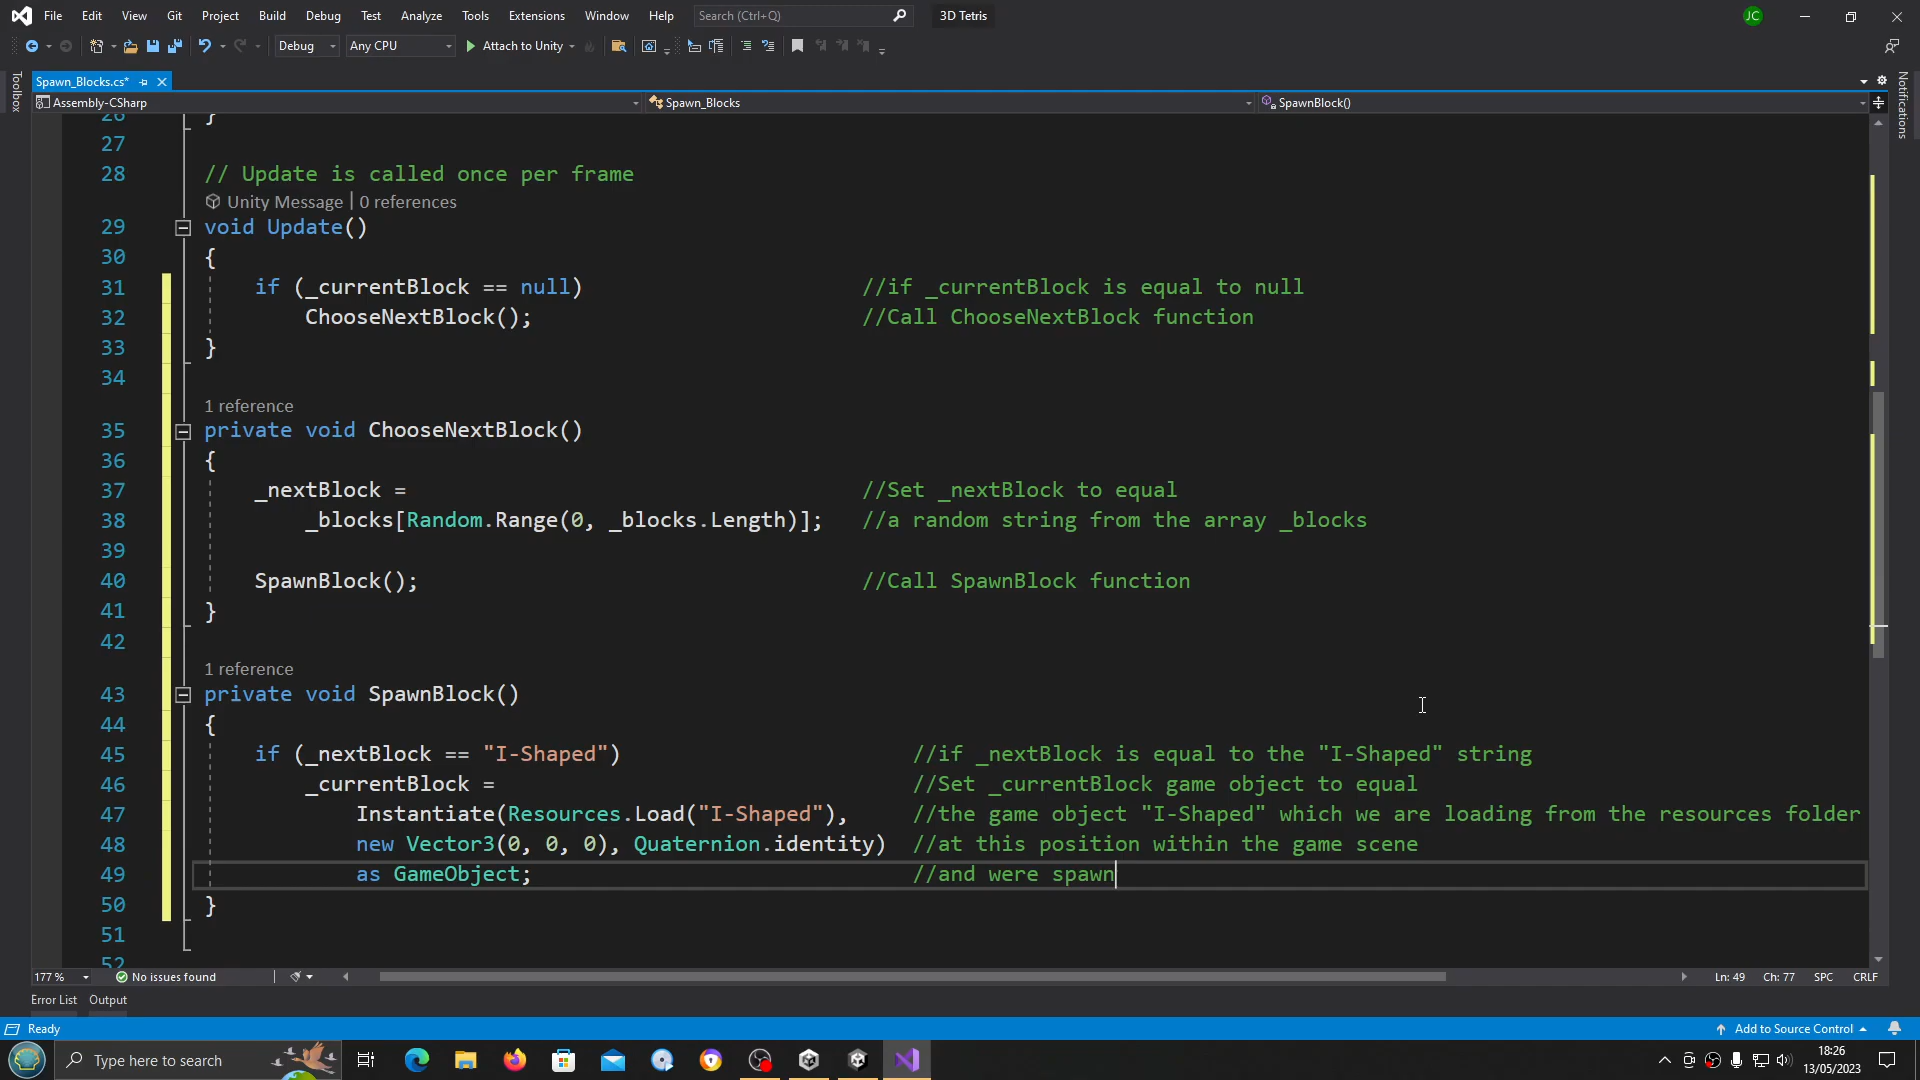 File Edit View Git Project Build Debug Test Analyze Tools Extensions Window Help Search (Ctrl+Q) 3D Tetris JC
Debug Any CPU Attach to Unity
Toolbox
Spawn_Blocks.cs*
Notifications
Assembly-CSharp Spawn_Blocks SpawnBlock()
26 }
27
28 // Update is called once per frame
Unity Message | 0 references
29 void Update()
30 {
31 if (_currentBlock == null) //if _currentBlock is equal to null
32 ChooseNextBlock(); //Call ChooseNextBlock function
33 }
34
1 reference
35 private void ChooseNextBlock()
36 {
37 _nextBlock = //Set _nextBlock to equal
38 _blocks[Random.Range(0, _blocks.Length)]; //a random string from the array _blocks
39
40 SpawnBlock(); //Call SpawnBlock function
41 }
42
1 reference
43 private void SpawnBlock()
44 {
45 if (_nextBlock == "I-Shaped") //if _nextBlock is equal to the "I-Shaped" string
46 _currentBlock = //Set _currentBlock game object to equal
47 Instantiate(Resources.Load("I-Shaped"), //the game object "I-Shaped" which we are loading from the resources folder
48 new Vector3(0, 0, 0), Quaternion.identity) //at this position within the game scene
49 as GameObject; //and were spawn
50 }
51
52
177 % No issues found Ln: 49 Ch: 77 SPC CRLF
Error List Output
Ready Add to Source Control
Type here to search
18:26
13/05/2023